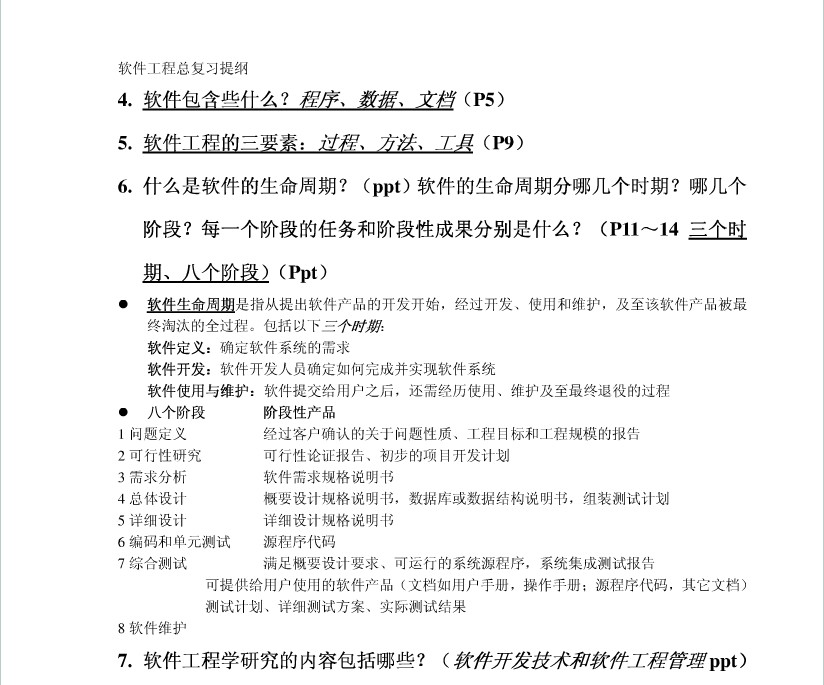 软件工程总复习提纲
4. 软件包含些什么？程序、数据、文档（P5）
5. 软件工程的三要素：过程、方法、工具（P9）
6. 什么是软件的生命周期？（ppt）软件的生命周期分哪几个时期？哪几个
阶段？每一个阶段的任务和阶段性成果分别是什么？（P11～14 三个时
期、八个阶段）（Ppt）
● 软件生命周期是指从提出软件产品的开发开始，经过开发、使用和维护，及至该软件产品被最
终淘汰的全过程。包括以下三个时期:
软件定义：确定软件系统的需求
软件开发：软件开发人员确定如何完成并实现软件系统
软件使用与维护：软件提交给用户之后，还需经历使用、维护及至最终退役的过程
● 八个阶段 阶段性产品
1 问题定义 经过客户确认的关于问题性质、工程目标和工程规模的报告
2 可行性研究 可行性论证报告、初步的项目开发计划
3 需求分析 软件需求规格说明书
4 总体设计 概要设计规格说明书，数据库或数据结构说明书，组装测试计划
5 详细设计 详细设计规格说明书
6 编码和单元测试 源程序代码
7 综合测试 满足概要设计要求、可运行的系统源程序，系统集成测试报告
可提供给用户使用的软件产品（文档如用户手册，操作手册；源程序代码，其它文档）
测试计划、详细测试方案、实际测试结果
8 软件维护
7. 软件工程学研究的内容包括哪些？（软件开发技术和软件工程管理 ppt）